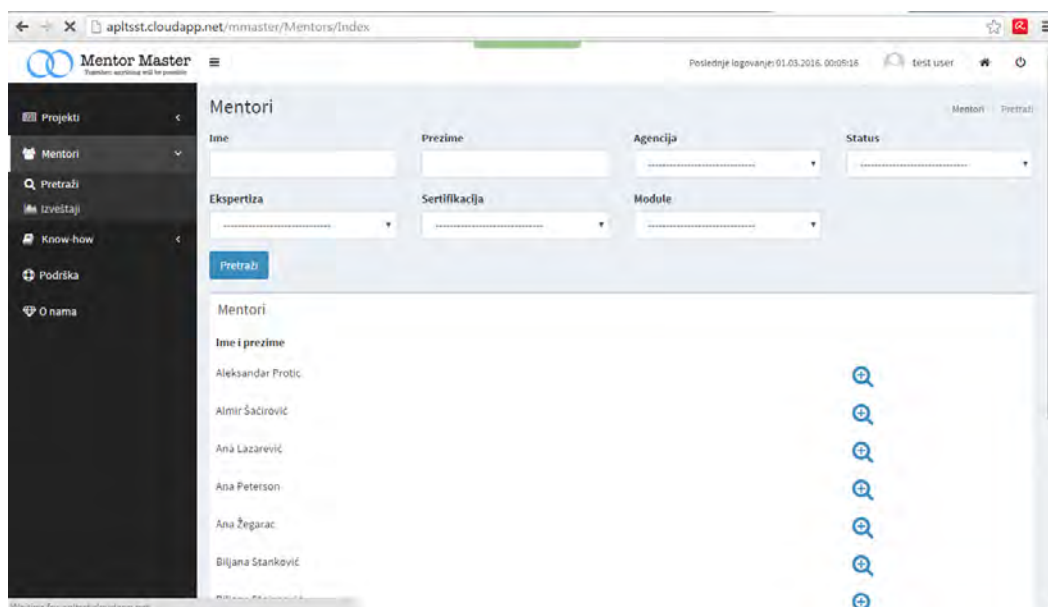 apltsst.cloudapp.net/mmaster/Mentors/Index
Mentor Master
Poslednje logovanje: 01.03.2016. 00:05:16
test user
Projekti
Mentori
Pretraži
Izveštaji
Know-how
Podrška
O nama
Mentori
Mentori Pretraži
Ime Prezime Agencija Status
---------------------------- ----------------------------
Ekspertiza Sertifikacija Module
---------------------------- ---------------------------- ----------------------------
Pretraži
Mentori
Ime i prezime
Aleksandar Protic
Almir Šaćirović
Ana Lazarević
Ana Peterson
Ana Žegarac
Biljana Stanković